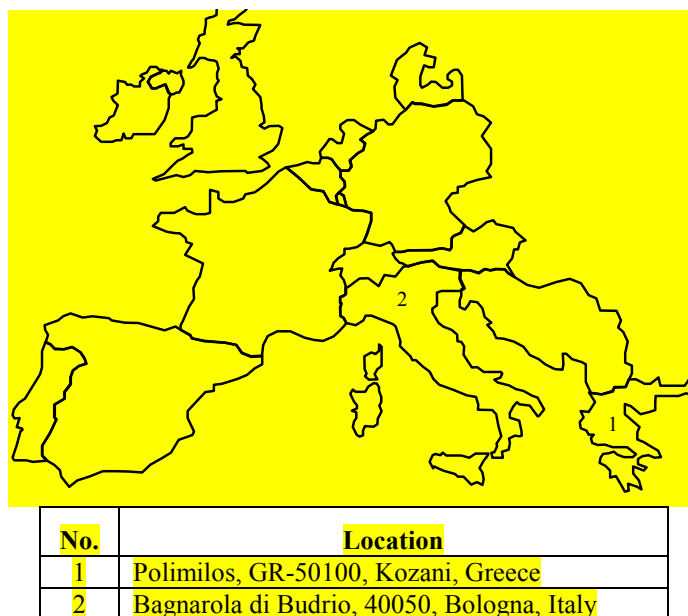 2
1
No. Location
1 Polimilos, GR-50100, Kozani, Greece
2 Bagnarola di Budrio, 40050, Bologna, Italy